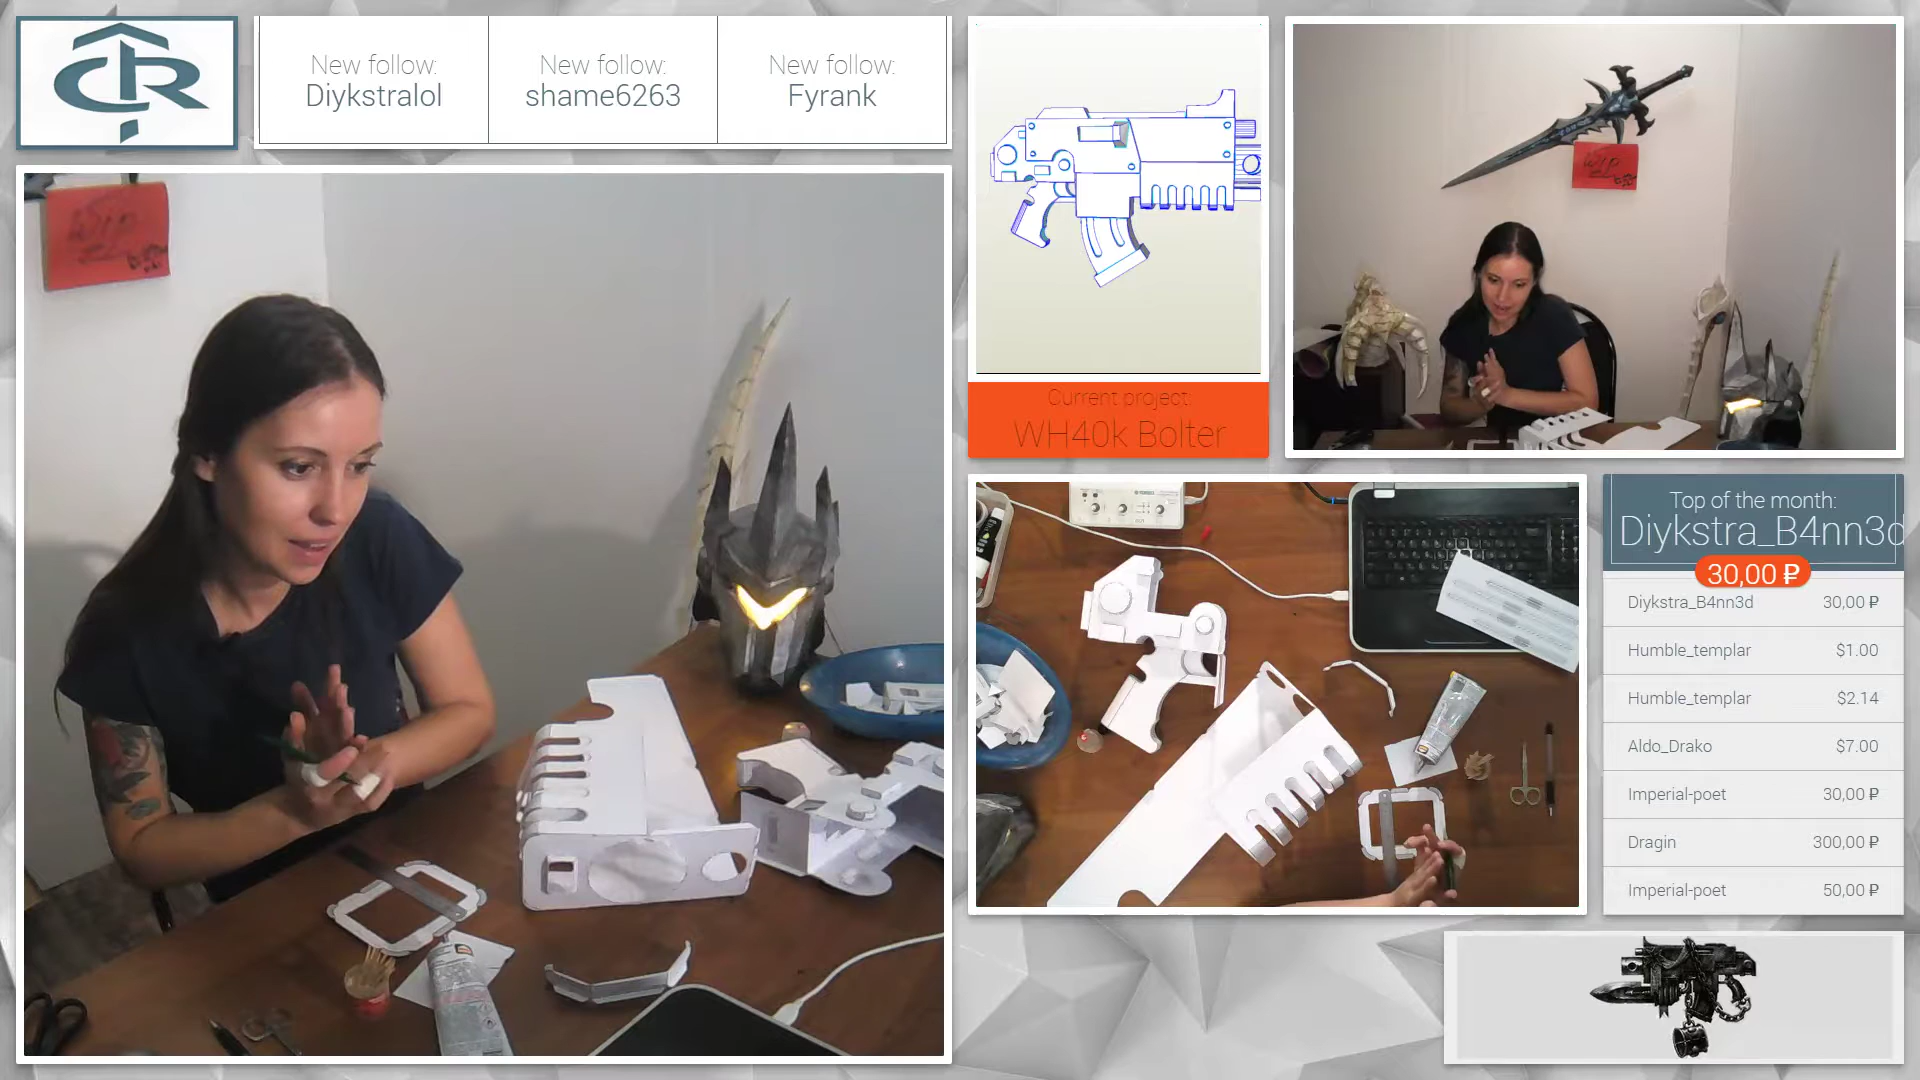 New follow:
Diykstralol
New follow:
shame6263
New follow:
Fyrank
WIP
Current project:
WH40k Bolter
WIP
Top of the month:
Diykstra_B4nn3d
30,00 ₽
Diykstra_B4nn3d 30,00 ₽
Humble_templar $1.00
Humble_templar $2.14
Aldo_Drako $7.00
Imperial-poet 30,00 ₽
Dragin 300,00 ₽
Imperial-poet 50,00 ₽